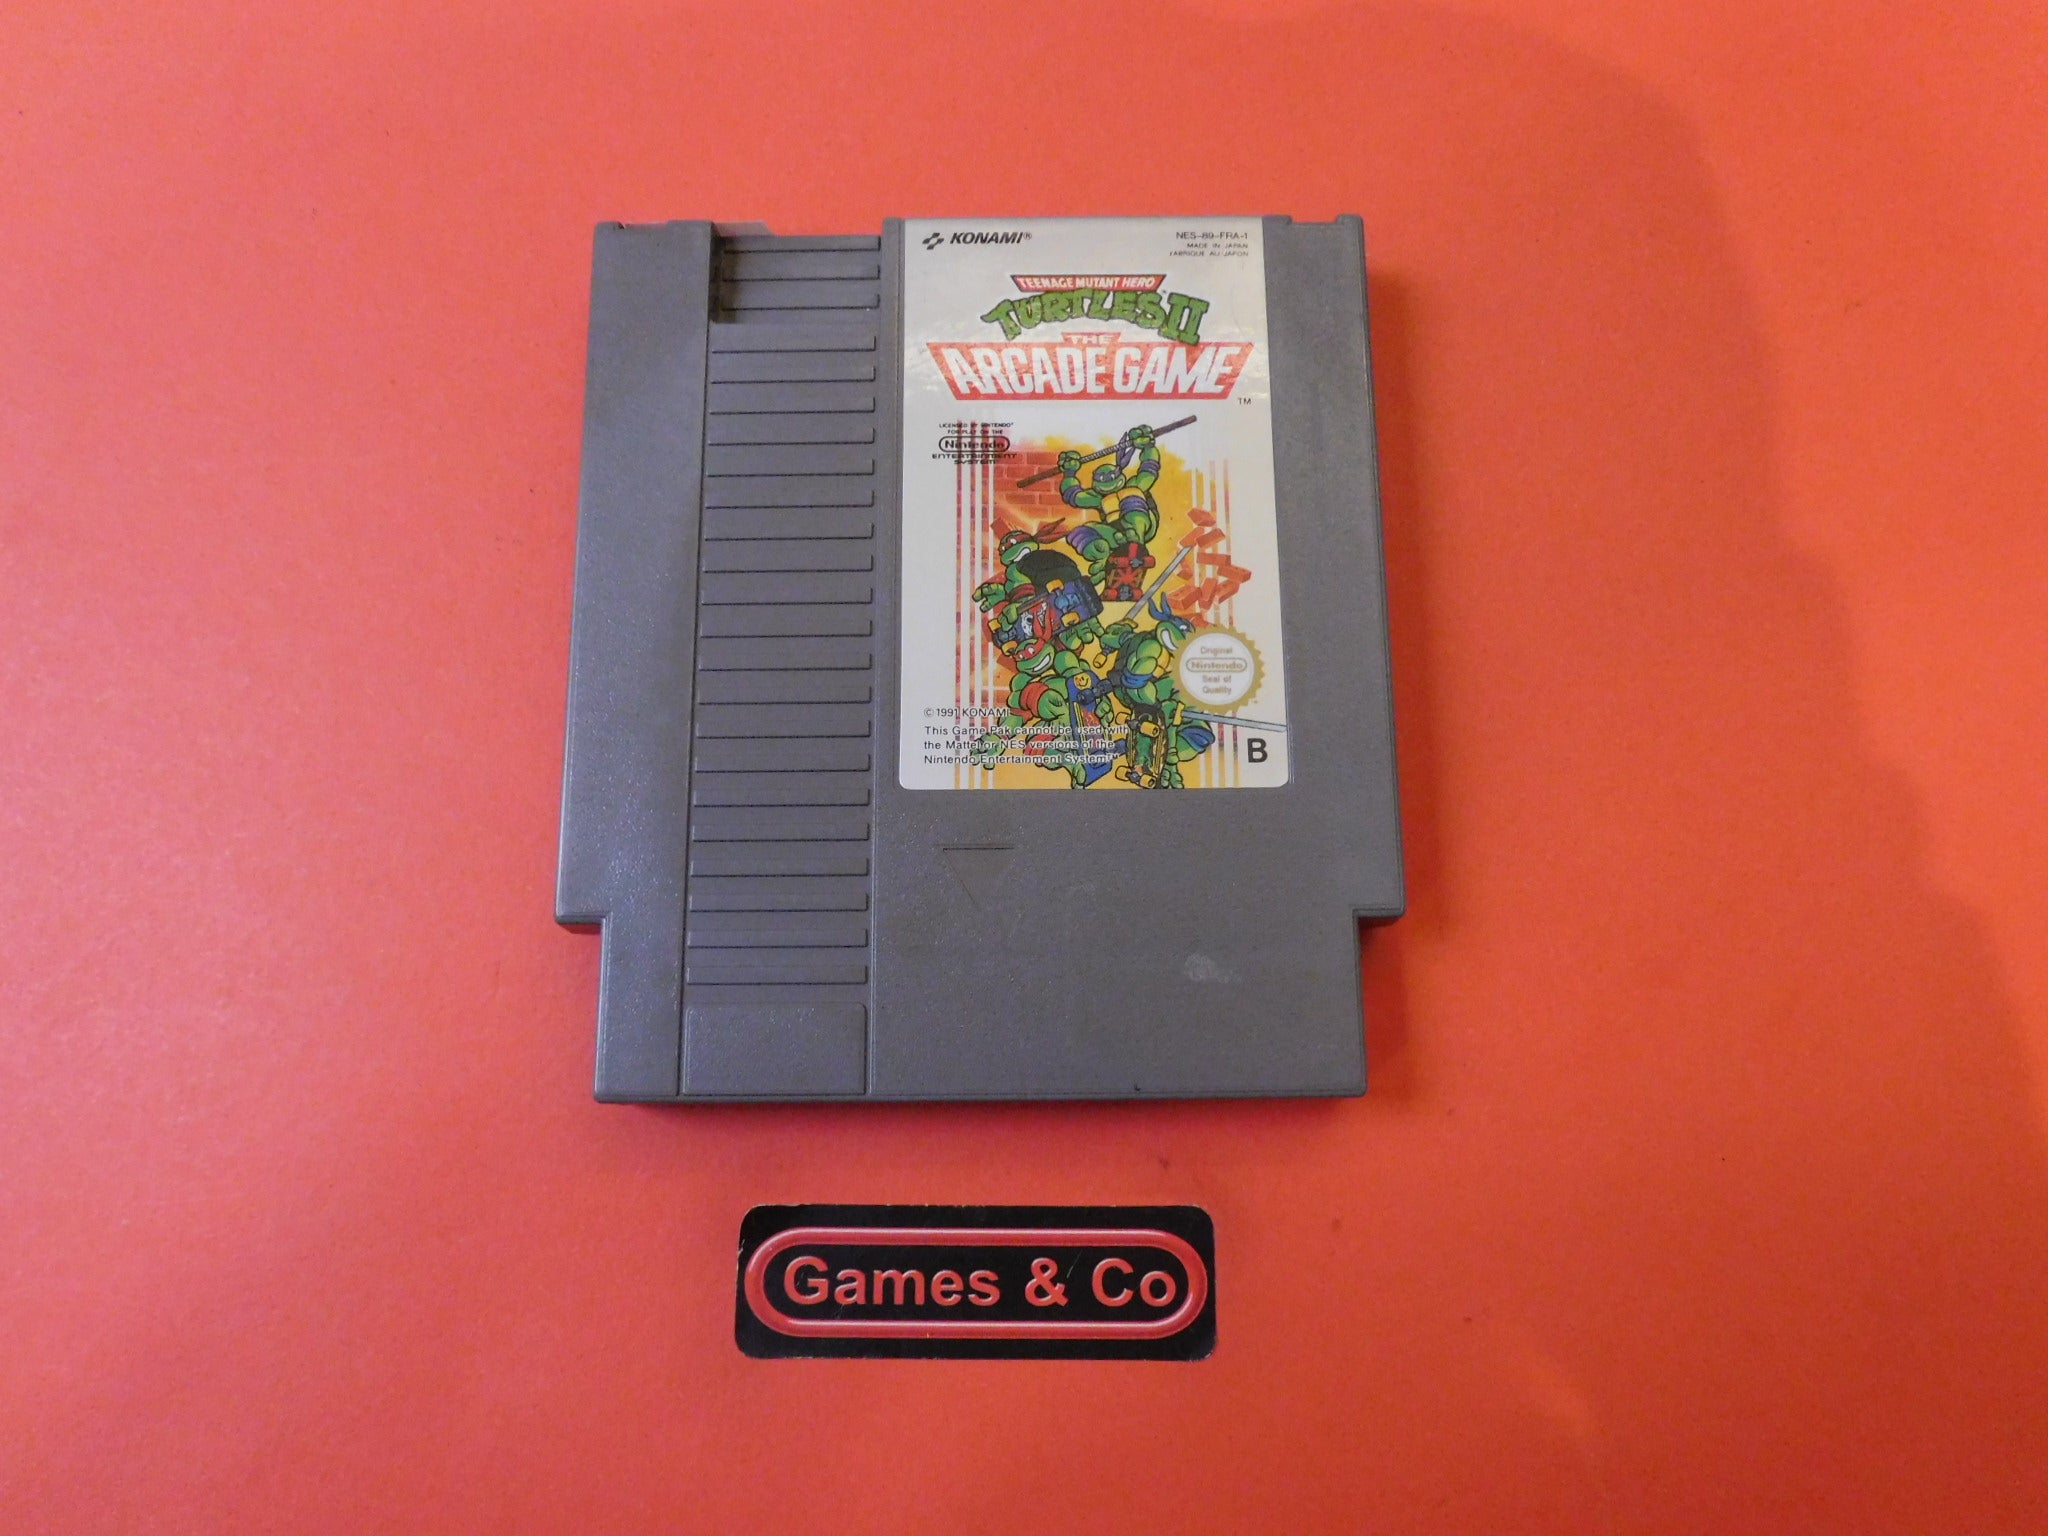 KONAMI®
NES-89-FRA-1
MADE IN JAPAN
FABRIQUE AU JAPON
TEENAGE MUTANT HERO
TURTLES II
THE
ARCADE GAME
TM
LICENSED BY NINTENDO®
FOR PLAY ON THE
Nintendo
ENTERTAINMENT
SYSTEM
Original
Nintendo
Seal of
Quality
© 1991 KONAMI
This Game Pak cannot be used with
the Mattel or NES versions of the
Nintendo Entertainment System™
B
Games & Co